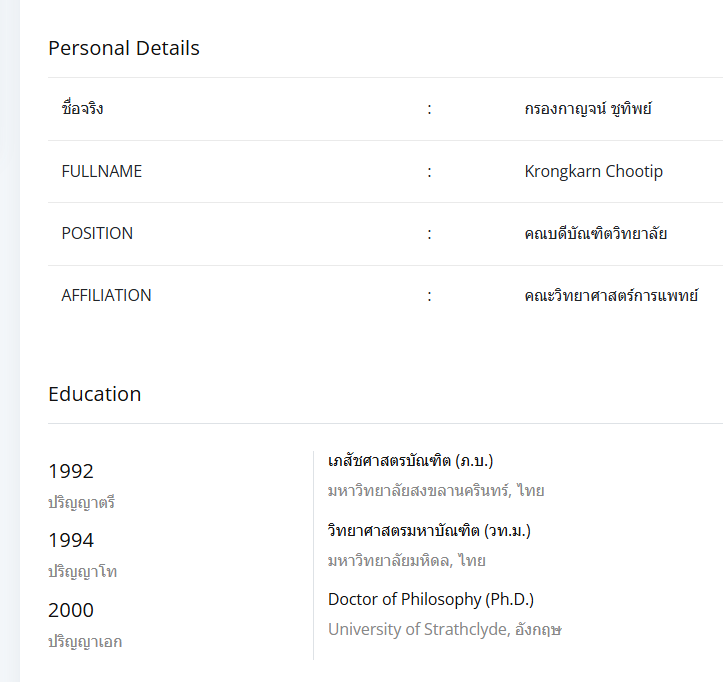 Personal Details
ชื่อจริง : กรองกาญจน์ ชูทิพย์
FULLNAME : Krongkarn Chootip
POSITION : คณบดีบัณฑิตวิทยาลัย
AFFILIATION : คณะวิทยาศาสตร์การแพทย์
Education
1992
ปริญญาตรี
เภสัชศาสตรบัณฑิต (ภ.บ.)
มหาวิทยาลัยสงขลานครินทร์, ไทย
1994
ปริญญาโท
วิทยาศาสตรมหาบัณฑิต (วท.ม.)
มหาวิทยาลัยมหิดล, ไทย
2000
ปริญญาเอก
Doctor of Philosophy (Ph.D.)
University of Strathclyde, อังกฤษ